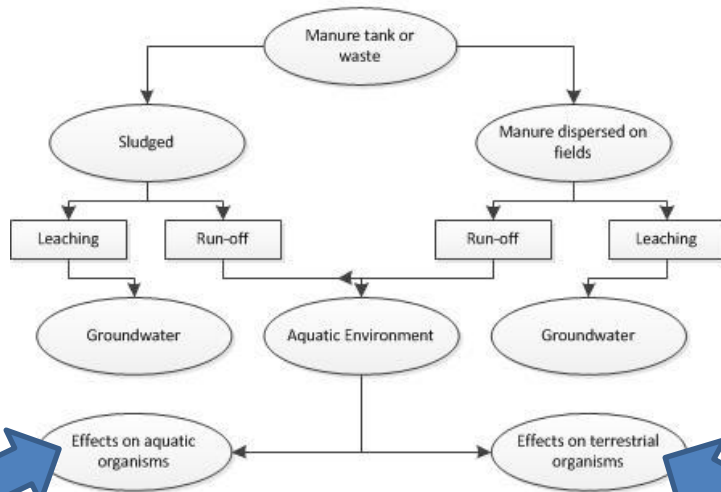 Manure tank or
waste
Sludged
Manure dispersed on
fields
Leaching
Run-off
Run-off
Leaching
Groundwater
Aquatic Environment
Groundwater
Effects on aquatic
organisms
Effects on terrestrial
organisms